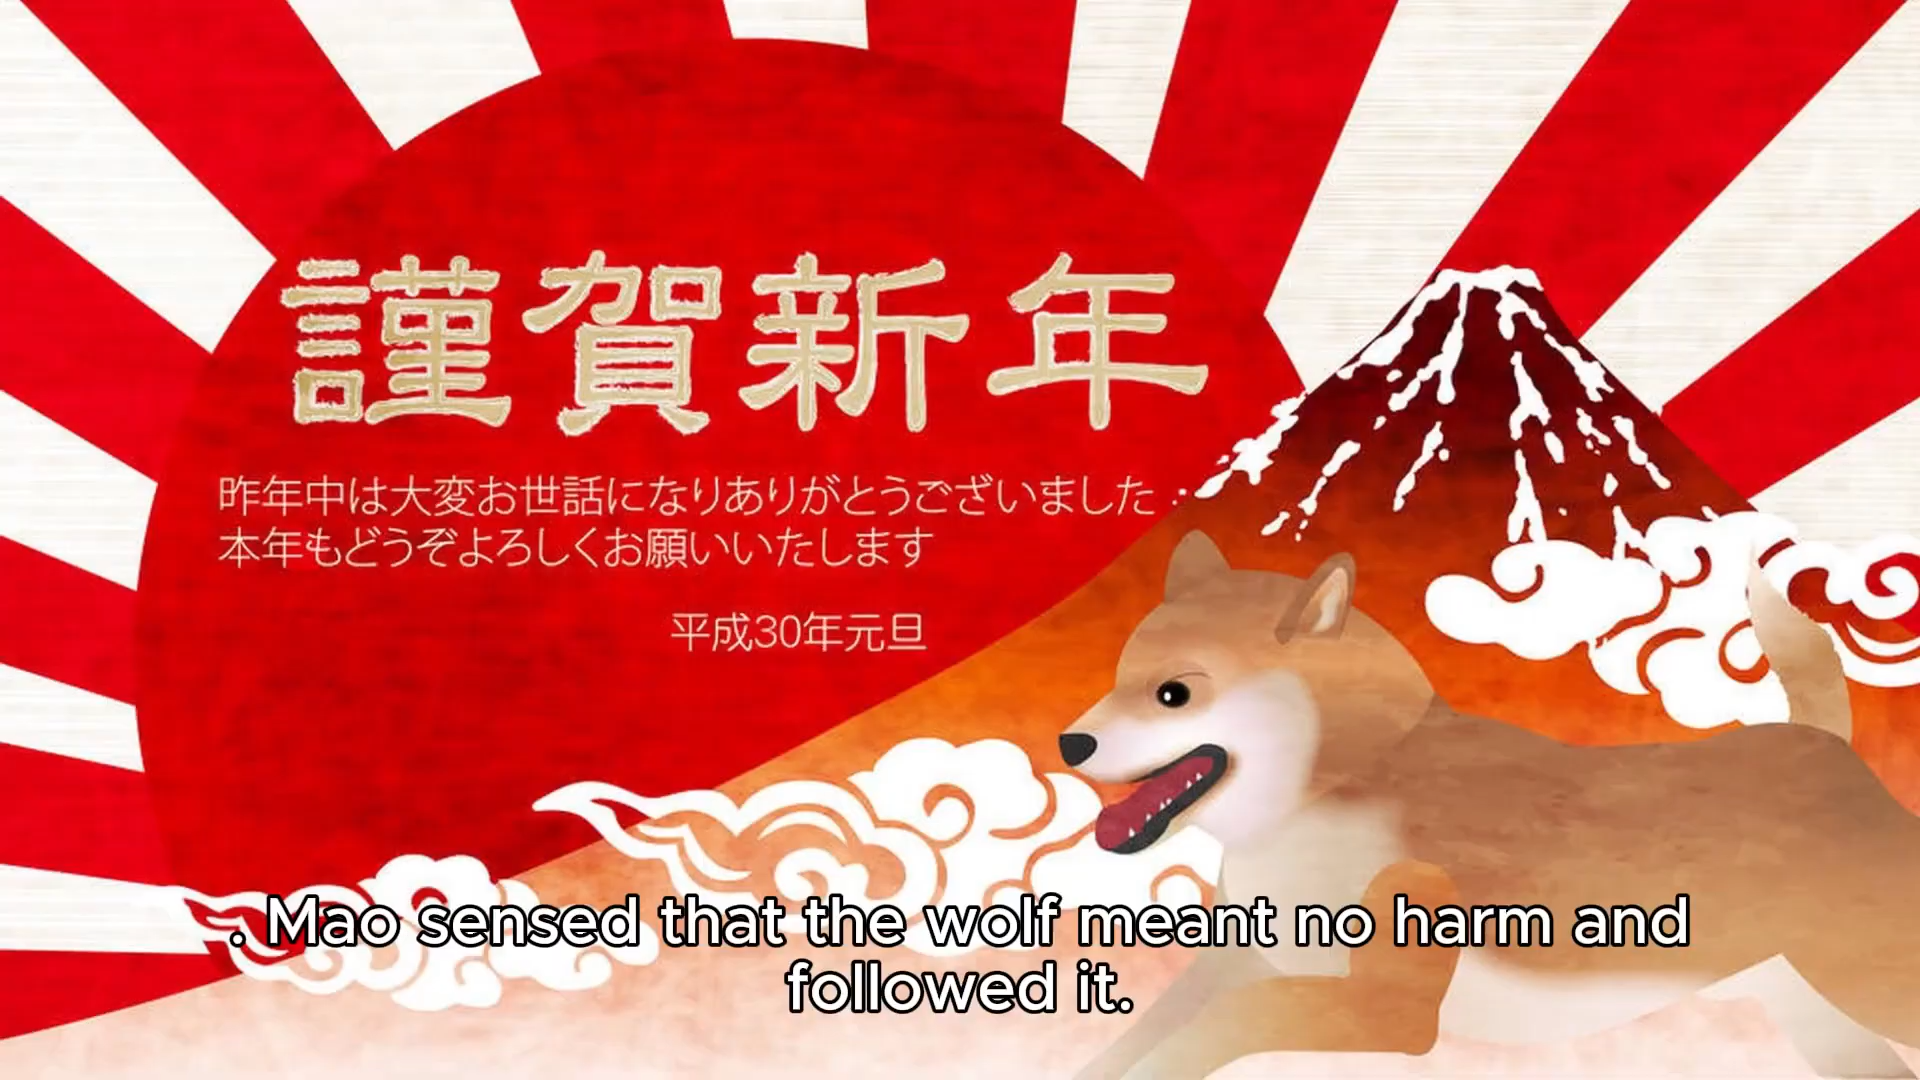 謹賀新年
昨年中は大変お世話になりありがとうございました
本年もどうぞよろしくお願いいたします
平成30年元旦
. Mao sensed that the wolf meant no harm and
followed it.